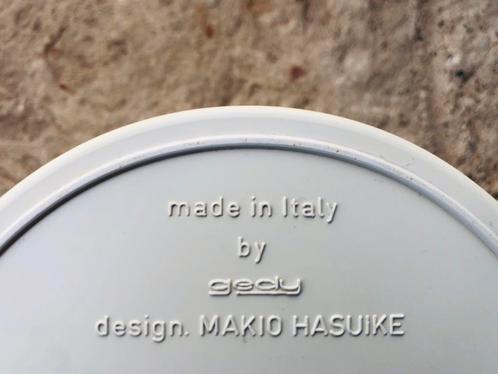 made in Italy
by
gedy
design. MAKIO HASUiKE